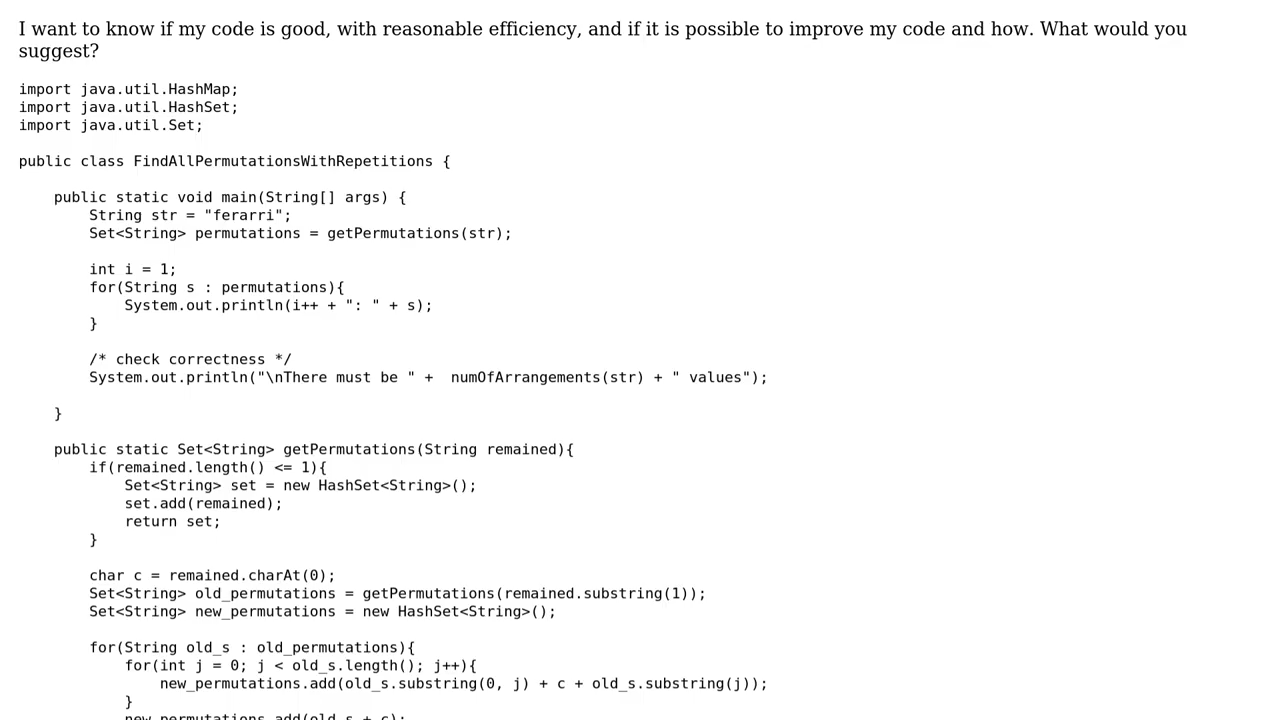 I want to know if my code is good, with reasonable efficiency, and if it is possible to improve my code and how. What would you
suggest?
import java.util.HashMap;
import java.util.HashSet;
import java.util.Set;
public class FindAllPermutationsWithRepetitions {
    public static void main(String[] args) {
        String str = "ferarri";
        Set<String> permutations = getPermutations(str);
        int i = 1;
        for(String s : permutations){
            System.out.println(i++ + ": " + s);
        }
        /* check correctness */
        System.out.println("\nThere must be " +  numOfArrangements(str) + " values");
    }
    public static Set<String> getPermutations(String remained){
        if(remained.length() <= 1){
            Set<String> set = new HashSet<String>();
            set.add(remained);
            return set;
        }
        char c = remained.charAt(0);
        Set<String> old_permutations = getPermutations(remained.substring(1));
        Set<String> new_permutations = new HashSet<String>();
        for(String old_s : old_permutations){
            for(int j = 0; j < old_s.length(); j++){
                new_permutations.add(old_s.substring(0, j) + c + old_s.substring(j));
            }
            new_permutations.add(old_s + c);